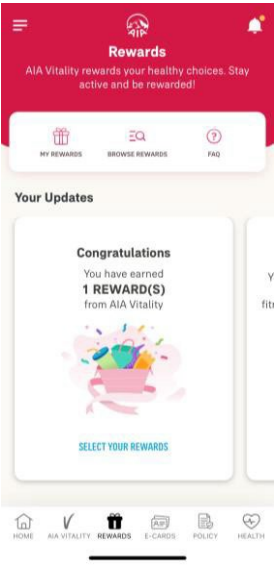 AIA
Rewards
AIA Vitality rewards your healthy choices. Stay
active and be rewarded!
MY REWARDS
BROWSE REWARDS
FAQ
Your Updates
Congratulations
You have earned
1 REWARD(S)
from AIA Vitality
SELECT YOUR REWARDS
Y
fit
HOME
AIA VITALITY
REWARDS
E-CARDS
POLICY
HEALTH